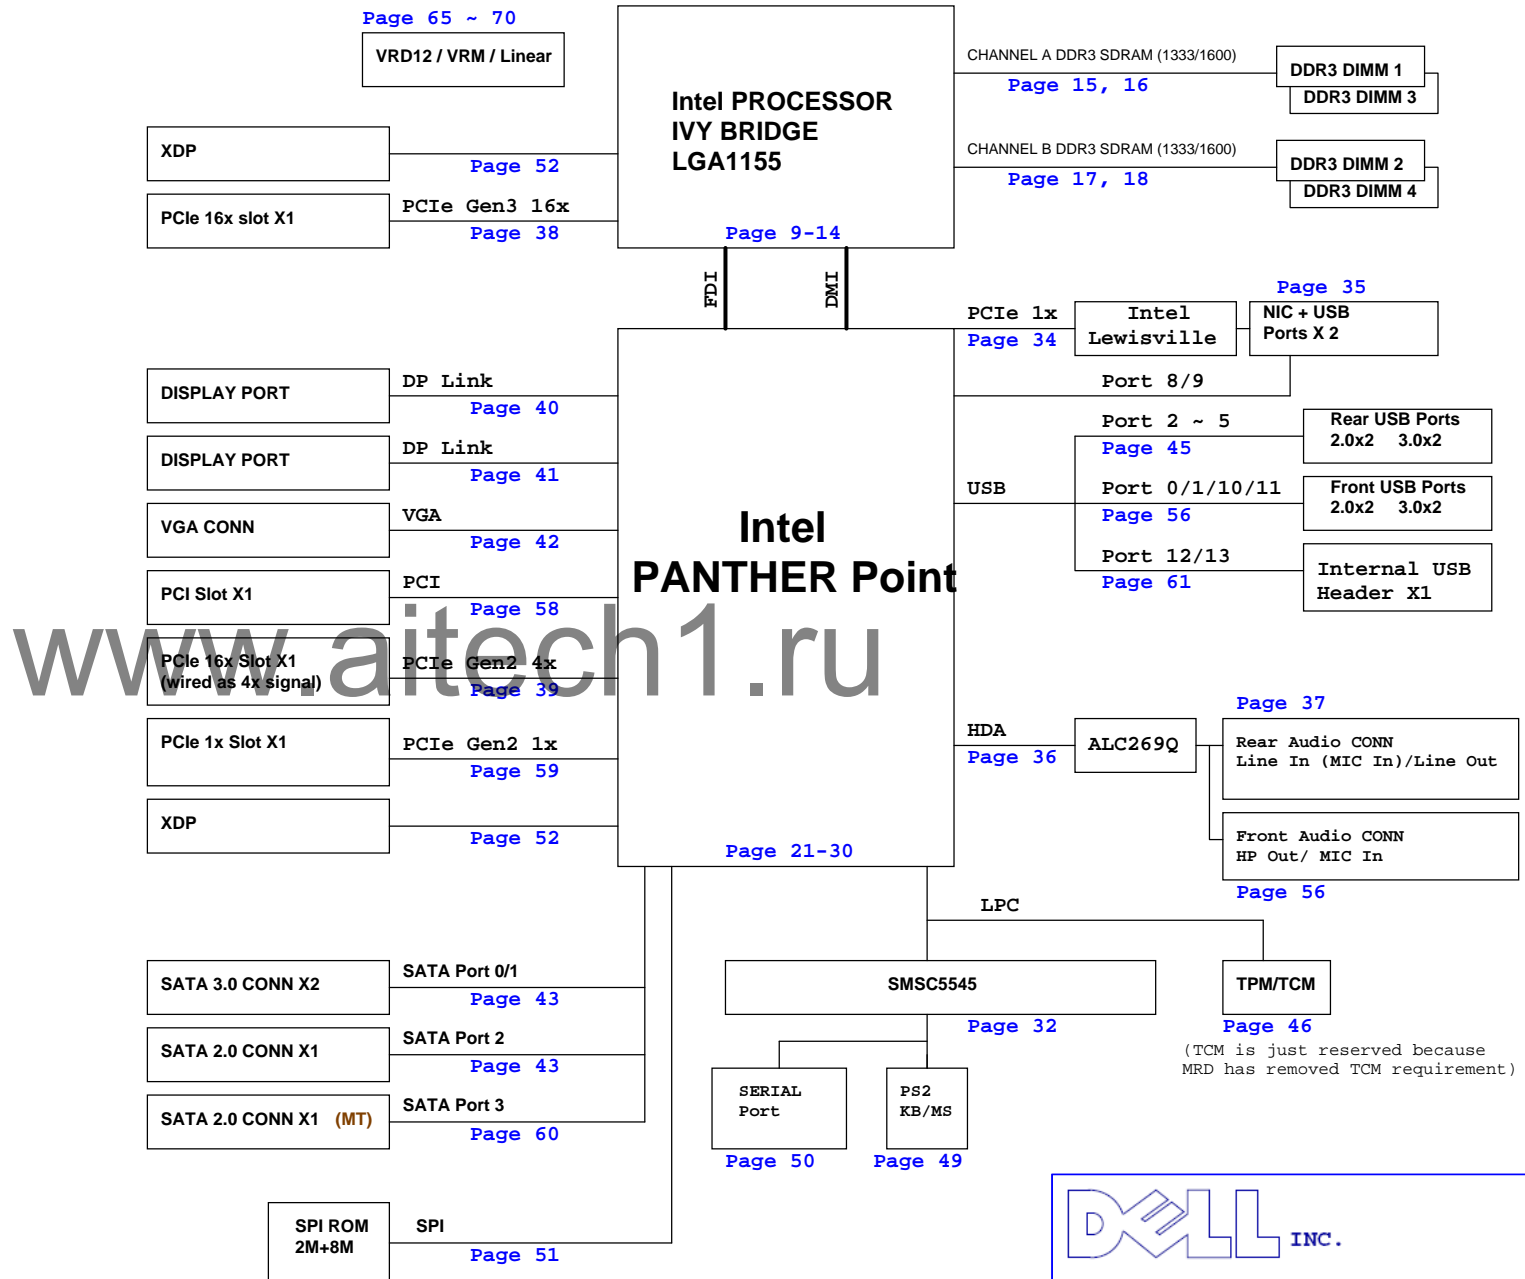 Page 65 ~ 70
VRD12 / VRM / Linear
Intel PROCESSOR
IVY BRIDGE
LGA1155
Page 9-14
CHANNEL A DDR3 SDRAM (1333/1600)
Page 15, 16
DDR3 DIMM 1
DDR3 DIMM 3
CHANNEL B DDR3 SDRAM (1333/1600)
Page 17, 18
DDR3 DIMM 2
DDR3 DIMM 4
XDP
Page 52
PCIe 16x slot X1
PCIe Gen3 16x
Page 38
FDI
DMI
PCIe 1x
Page 34
Intel
Lewisville
Page 35
NIC + USB
Ports X 2
Port 8/9
DISPLAY PORT
DP Link
Page 40
DISPLAY PORT
DP Link
Page 41
VGA CONN
VGA
Page 42
PCI Slot X1
PCI
Page 58
PCIe 16x Slot X1
(wired as 4x signal)
PCIe Gen2 4x
Page 39
PCIe 1x Slot X1
PCIe Gen2 1x
Page 59
XDP
Page 52
Intel
PANTHER Point
Page 21-30
www.aitech1.ru
USB
Port 2 ~ 5
Page 45
Rear USB Ports
2.0x2 3.0x2
Port 0/1/10/11
Page 56
Front USB Ports
2.0x2 3.0x2
Port 12/13
Page 61
Internal USB
Header X1
HDA
Page 36
ALC269Q
Page 37
Rear Audio CONN
Line In (MIC In)/Line Out
Front Audio CONN
HP Out/ MIC In
Page 56
LPC
SMSC5545
Page 32
TPM/TCM
Page 46
(TCM is just reserved because
MRD has removed TCM requirement)
SERIAL
Port
Page 50
PS2
KB/MS
Page 49
SATA 3.0 CONN X2
SATA Port 0/1
Page 43
SATA 2.0 CONN X1
SATA Port 2
Page 43
SATA 2.0 CONN X1 (MT)
SATA Port 3
Page 60
SPI ROM
2M+8M
SPI
Page 51
DELL INC.